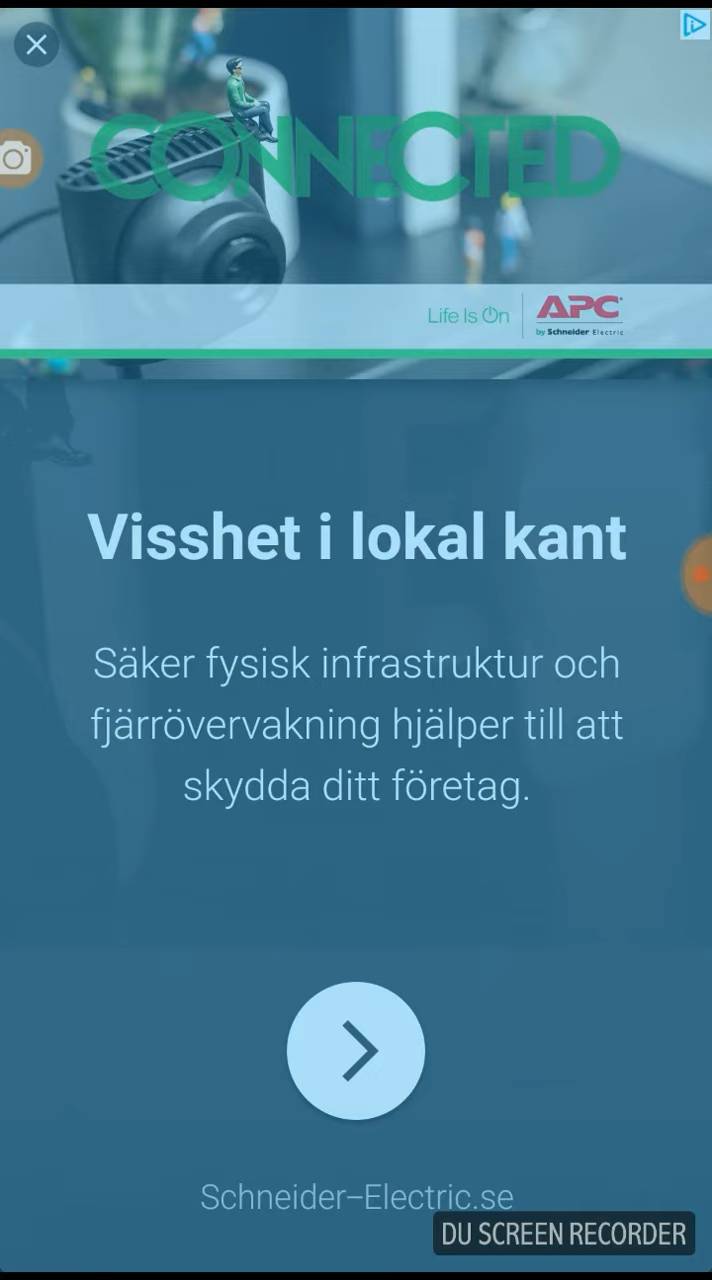 CONNECTED
Life Is On
APC
by Schneider Electric
Visshet i lokal kant
Säker fysisk infrastruktur och
fjärrövervakning hjälper till att
skydda ditt företag.
Schneider–Electric.se
DU SCREEN RECORDER